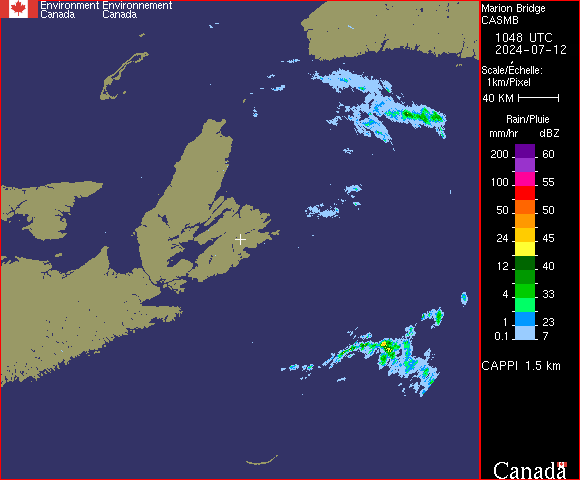 Environment Environnement
Canada Canada
Marion Bridge
CASMB
1048 UTC
2024-07-12
Scale/Échelle:
1km/Pixel
40 KM
Rain/Pluie
mm/hr dBZ
200 60
100 55
50 50
24 45
12 40
4 33
1 23
0.1 7
CAPPI 1.5 km
Canada